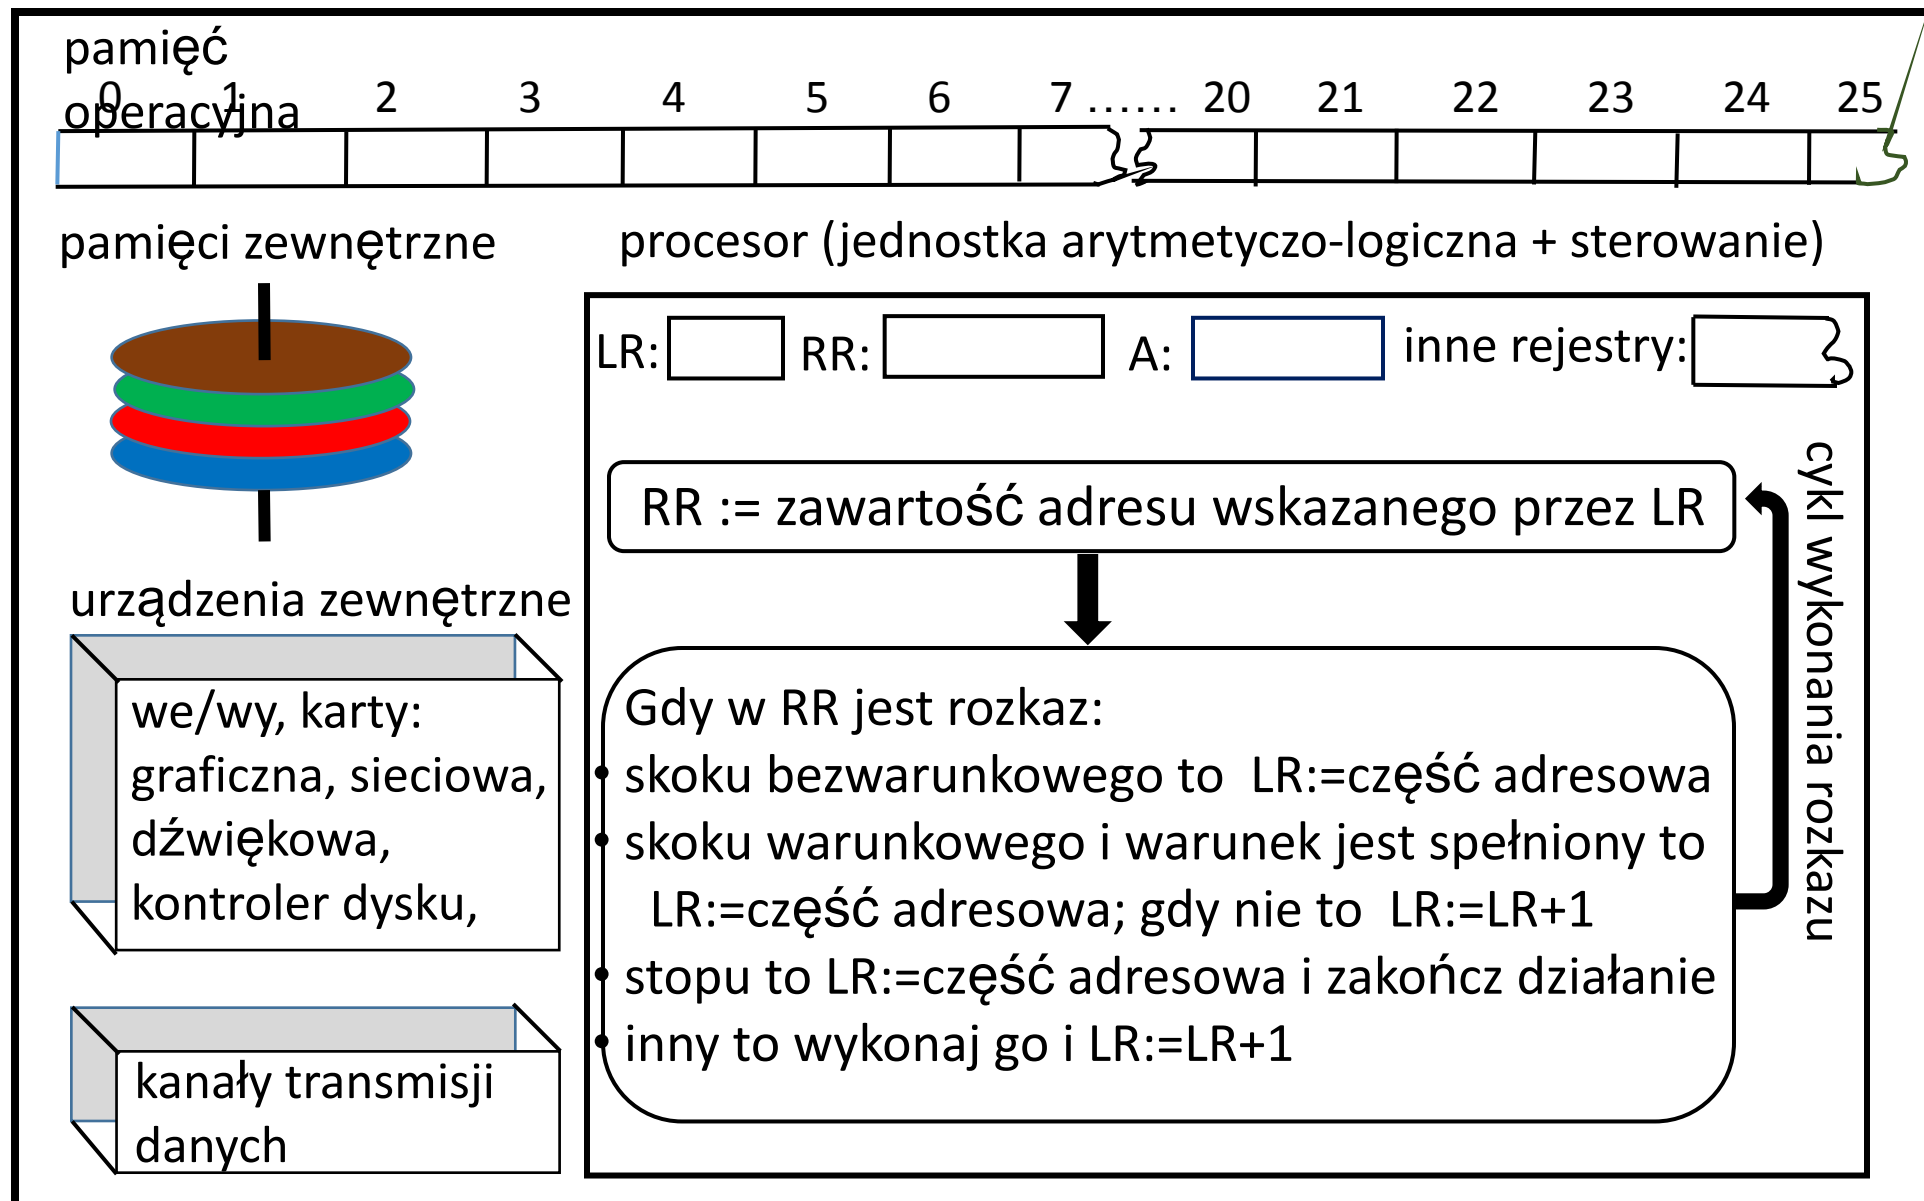 pamięć
operacyjna
0 1 2 3 4 5 6 7 ...... 20 21 22 23 24 25
pamięci zewnętrzne
procesor (jednostka arytmetyczo-logiczna + sterowanie)
LR: RR: A: inne rejestry:
RR := zawartość adresu wskazanego przez LR
cykl wykonania rozkazu
urządzenia zewnętrzne
we/wy, karty:
graficzna, sieciowa,
dźwiękowa,
kontroler dysku,
kanały transmisji
danych
Gdy w RR jest rozkaz:
• skoku bezwarunkowego to LR:=część adresowa
• skoku warunkowego i warunek jest spełniony to
LR:=część adresowa; gdy nie to LR:=LR+1
• stopu to LR:=część adresowa i zakończ działanie
• inny to wykonaj go i LR:=LR+1